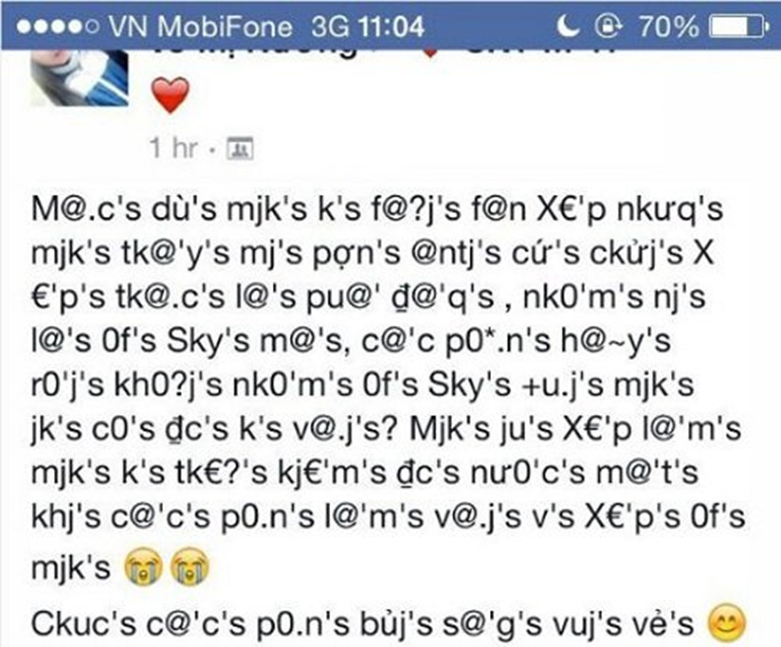 VN MobiFone 3G 11:04 70%
1 hr ·
M@.c's dù's mjk's k's f@?j's f@n X€'p nkưq's
mjk's tk@'y's mj's pợn's @ntj's cứ's ckửj's X
€'p's tk@.c's l@'s pu@' đ@'q's , nk0'm's nj's
l@'s 0f's Sky's m@'s, c@'c p0*.n's h@~y's
r0'j's kh0?j's nk0'm's 0f's Sky's +u.j's mjk's
jk's c0's đc's k's v@.j's? Mjk's ju's X€'p l@'m's
mjk's k's tk€?'s kj€'m's đc's nư0'c's m@'t's
khj's c@'c's p0.n's l@'m's v@.j's v's X€'p's 0f's
mjk's 😭😭
Ckuc's c@'c's p0.n's bủj's s@'g's vuj's vẻ's 😊